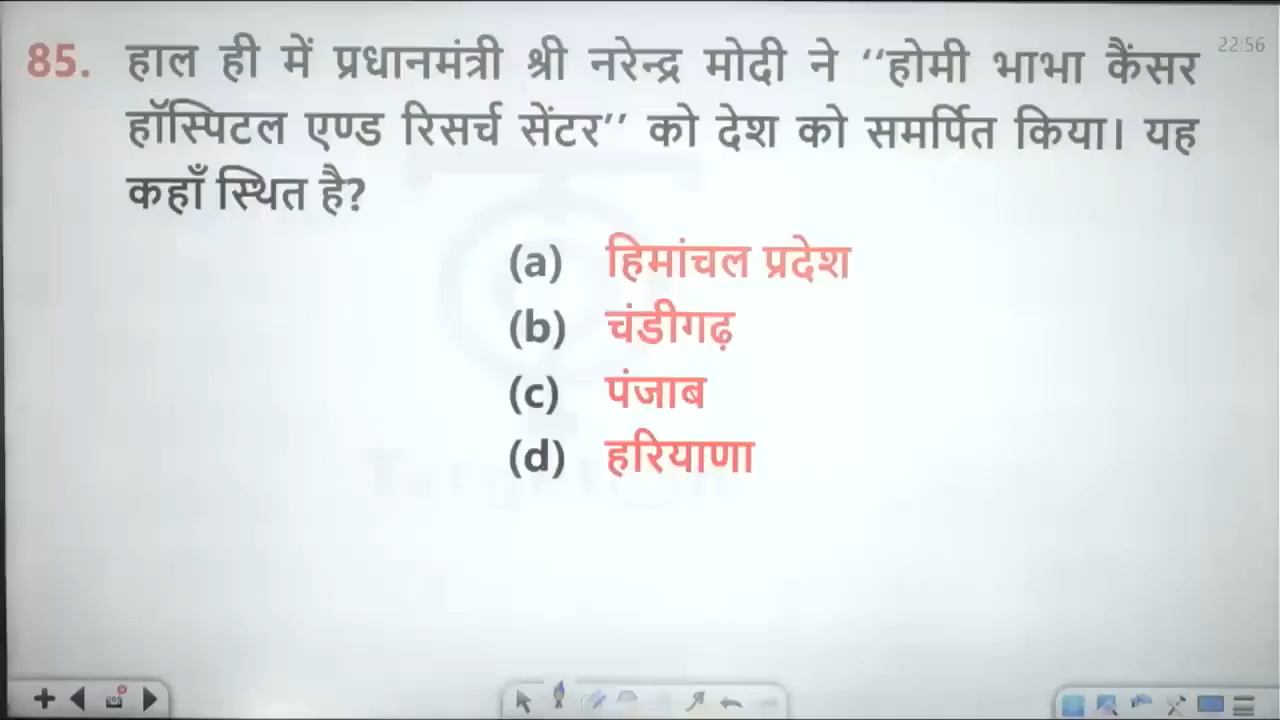 22:56
85. हाल ही में प्रधानमंत्री श्री नरेन्द्र मोदी ने ‘‘होमी भाभा कैंसर
हॉस्पिटल एण्ड रिसर्च सेंटर’’ को देश को समर्पित किया। यह
कहाँ स्थित है?
(a) हिमांचल प्रदेश
(b) चंडीगढ़
(c) पंजाब
(d) हरियाणा